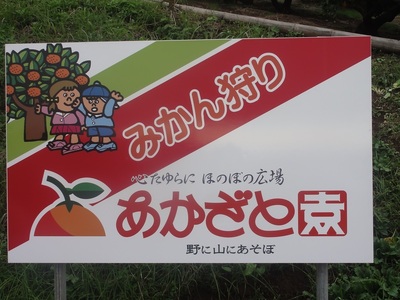 みかん狩り
心たゆらに ほのぼの広場
あかざと園
野に山にあそぼ